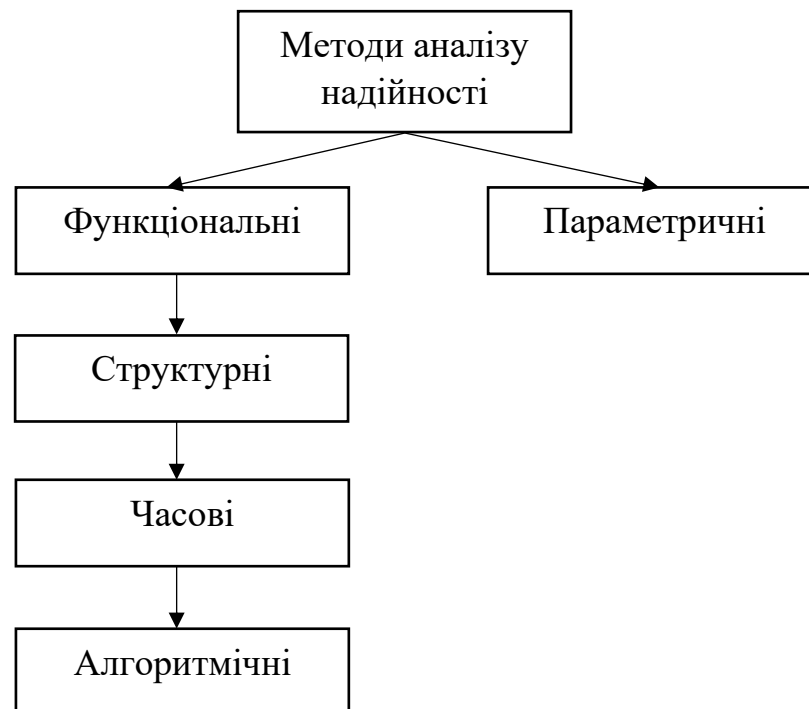 Методи аналізу
надійності
Функціональні
Параметричні
Структурні
Часові
Алгоритмічні